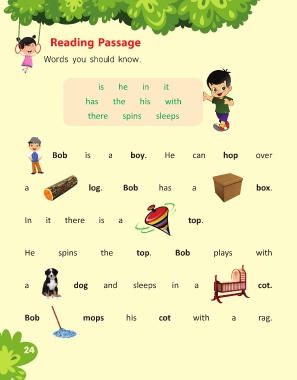 Reading Passage
Words you should know.
is he in it
has the his with
there spins sleeps
Bob is a boy. He can hop over
a log. Bob has a box.
In it there is a top.
He spins the top. Bob plays with
a dog and sleeps in a cot.
Bob mops his cot with a rag.
24